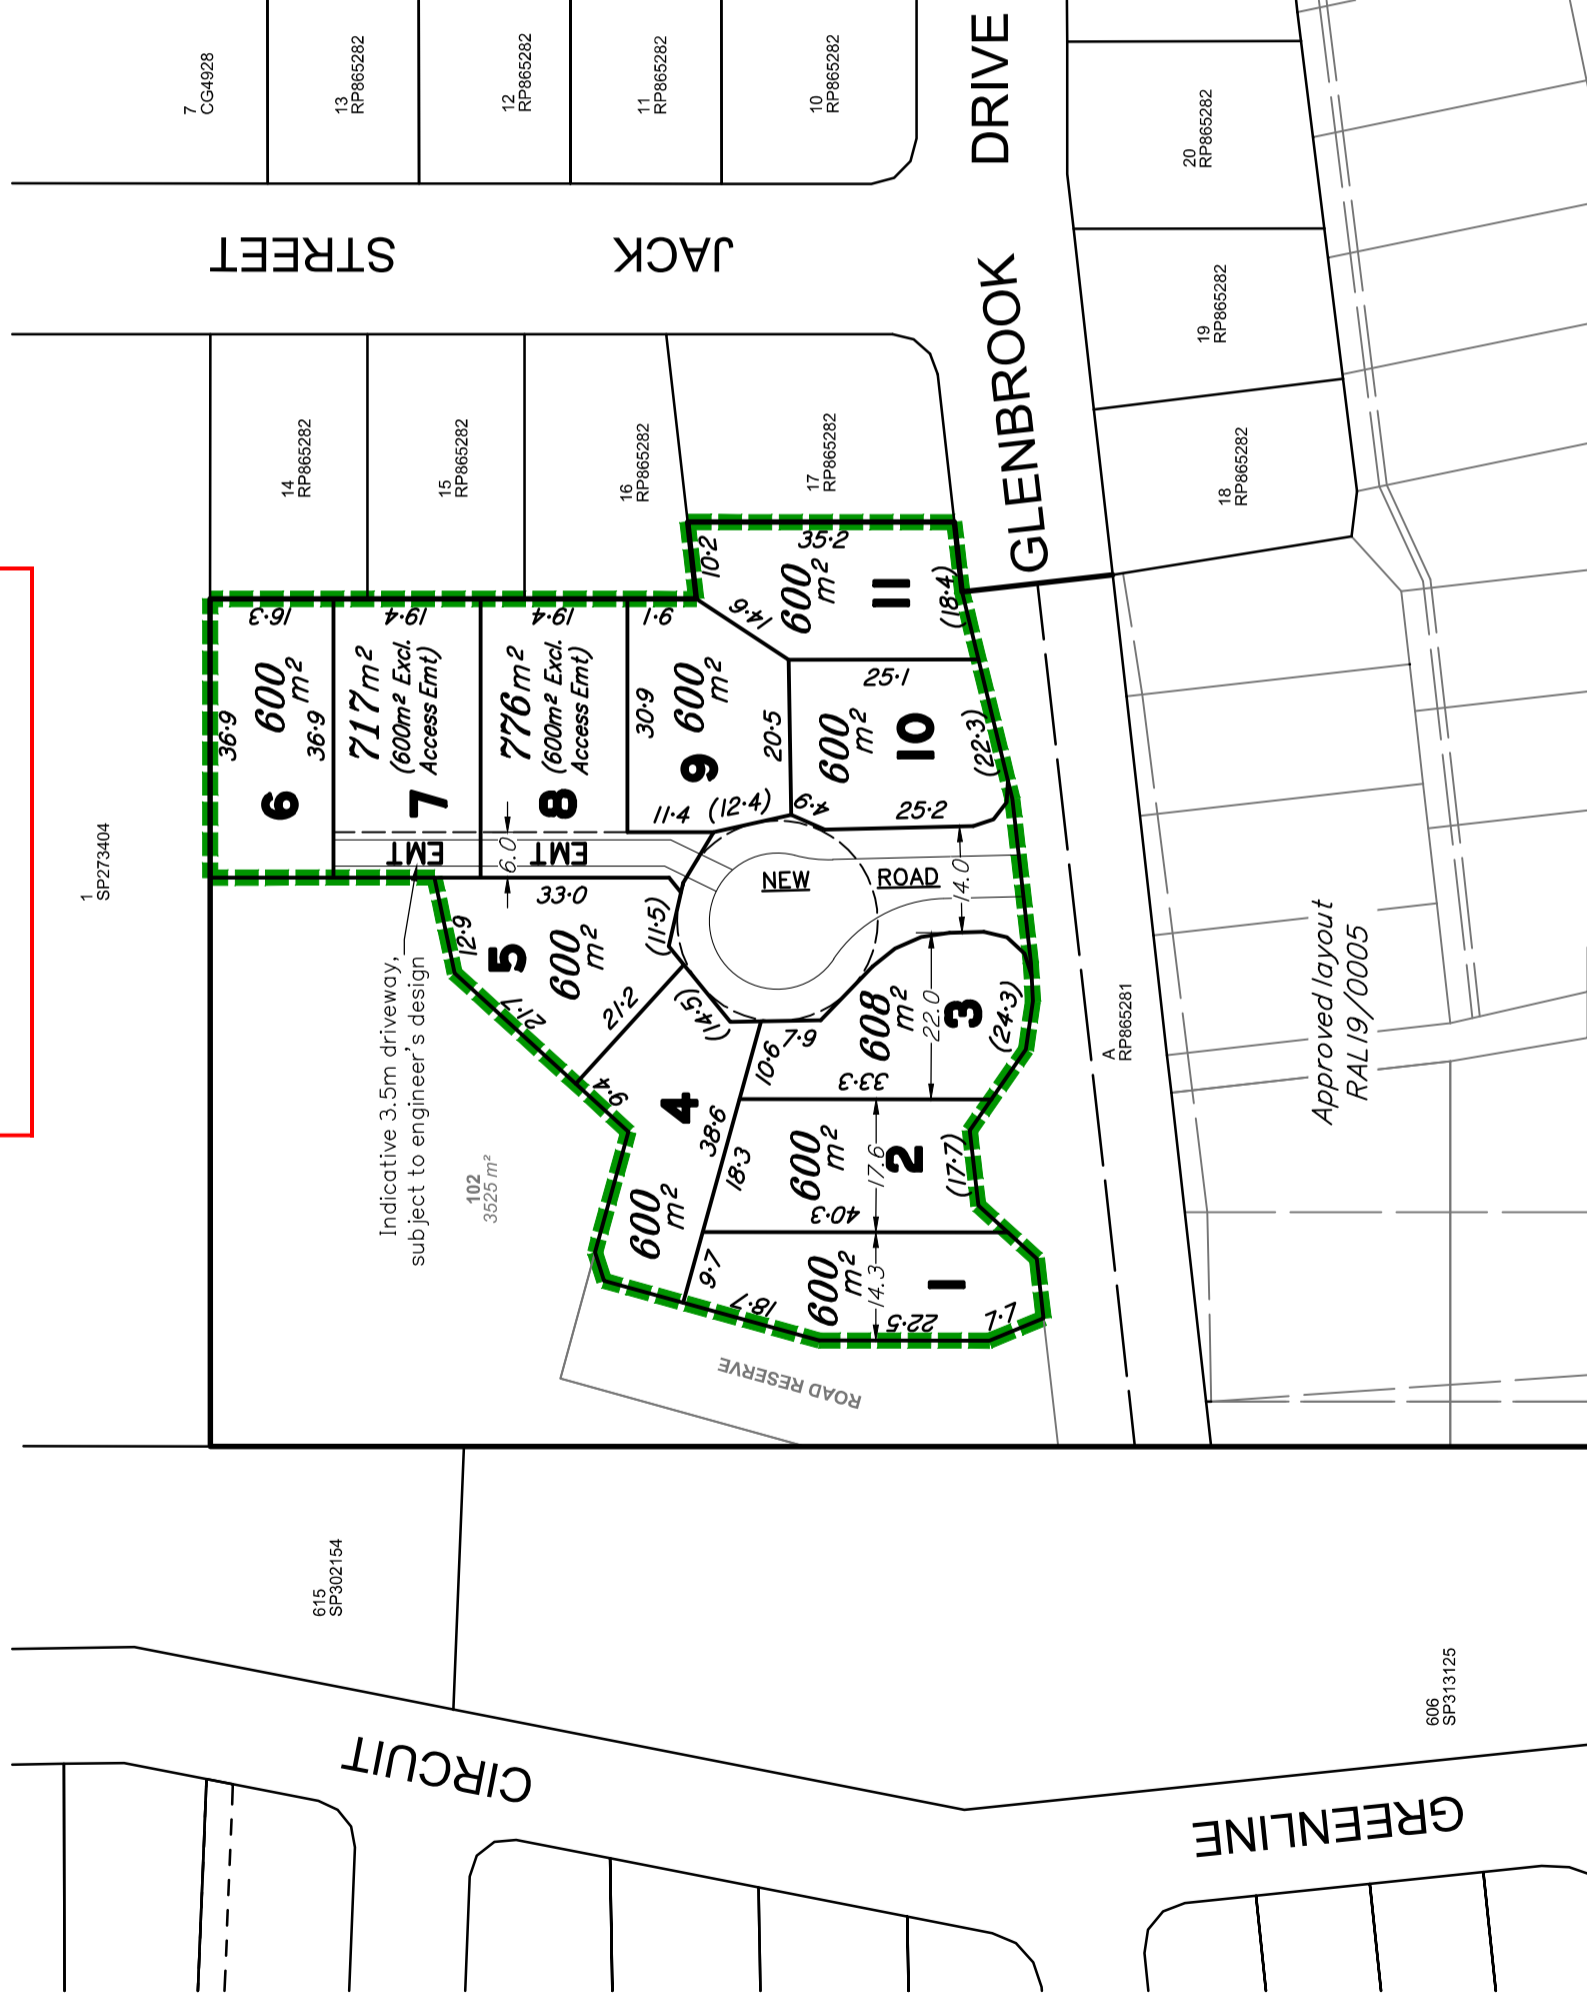 7
CG4928
13
RP865282
12
RP865282
11
RP865282
10
RP865282
JACK STREET
GLENBROOK DRIVE
20
RP865282
19
RP865282
18
RP865282
14
RP865282
15
RP865282
16
RP865282
17
RP865282
1
SP273404
6
600
m²
36·9
36·9
16·3
7
717m²
(600m² Excl.
Access Emt)
19·4
EMT
8
776m²
(600m² Excl.
Access Emt)
19·4
EMT
6.0
9
600
m²
9·1
30·9
20·5
11·4
(12·4)
10
600
m²
25·1
(22·3)
25·2
4·9
11
600
m²
10·2
35·2
14·6
(18·4)
NEW ROAD
14.0
5
600
m²
12·9
21·7
33·0
21·2
(11·5)
4
600
m²
9·4
(14·5)
10·6
38·6
3
608
m²
7·9
33·3
22.0
(24·3)
2
600
m²
18·3
40·3
17.6
(17·7)
1
600
m²
9·7
18·7
14.3
22·5
7·7
Indicative 3.5m driveway,
subject to engineer's design
102
3525 m²
ROAD RESERVE
A
RP865281
Approved layout
RAL19/0005
615
SP302154
606
SP313125
GREENLINE CIRCUIT